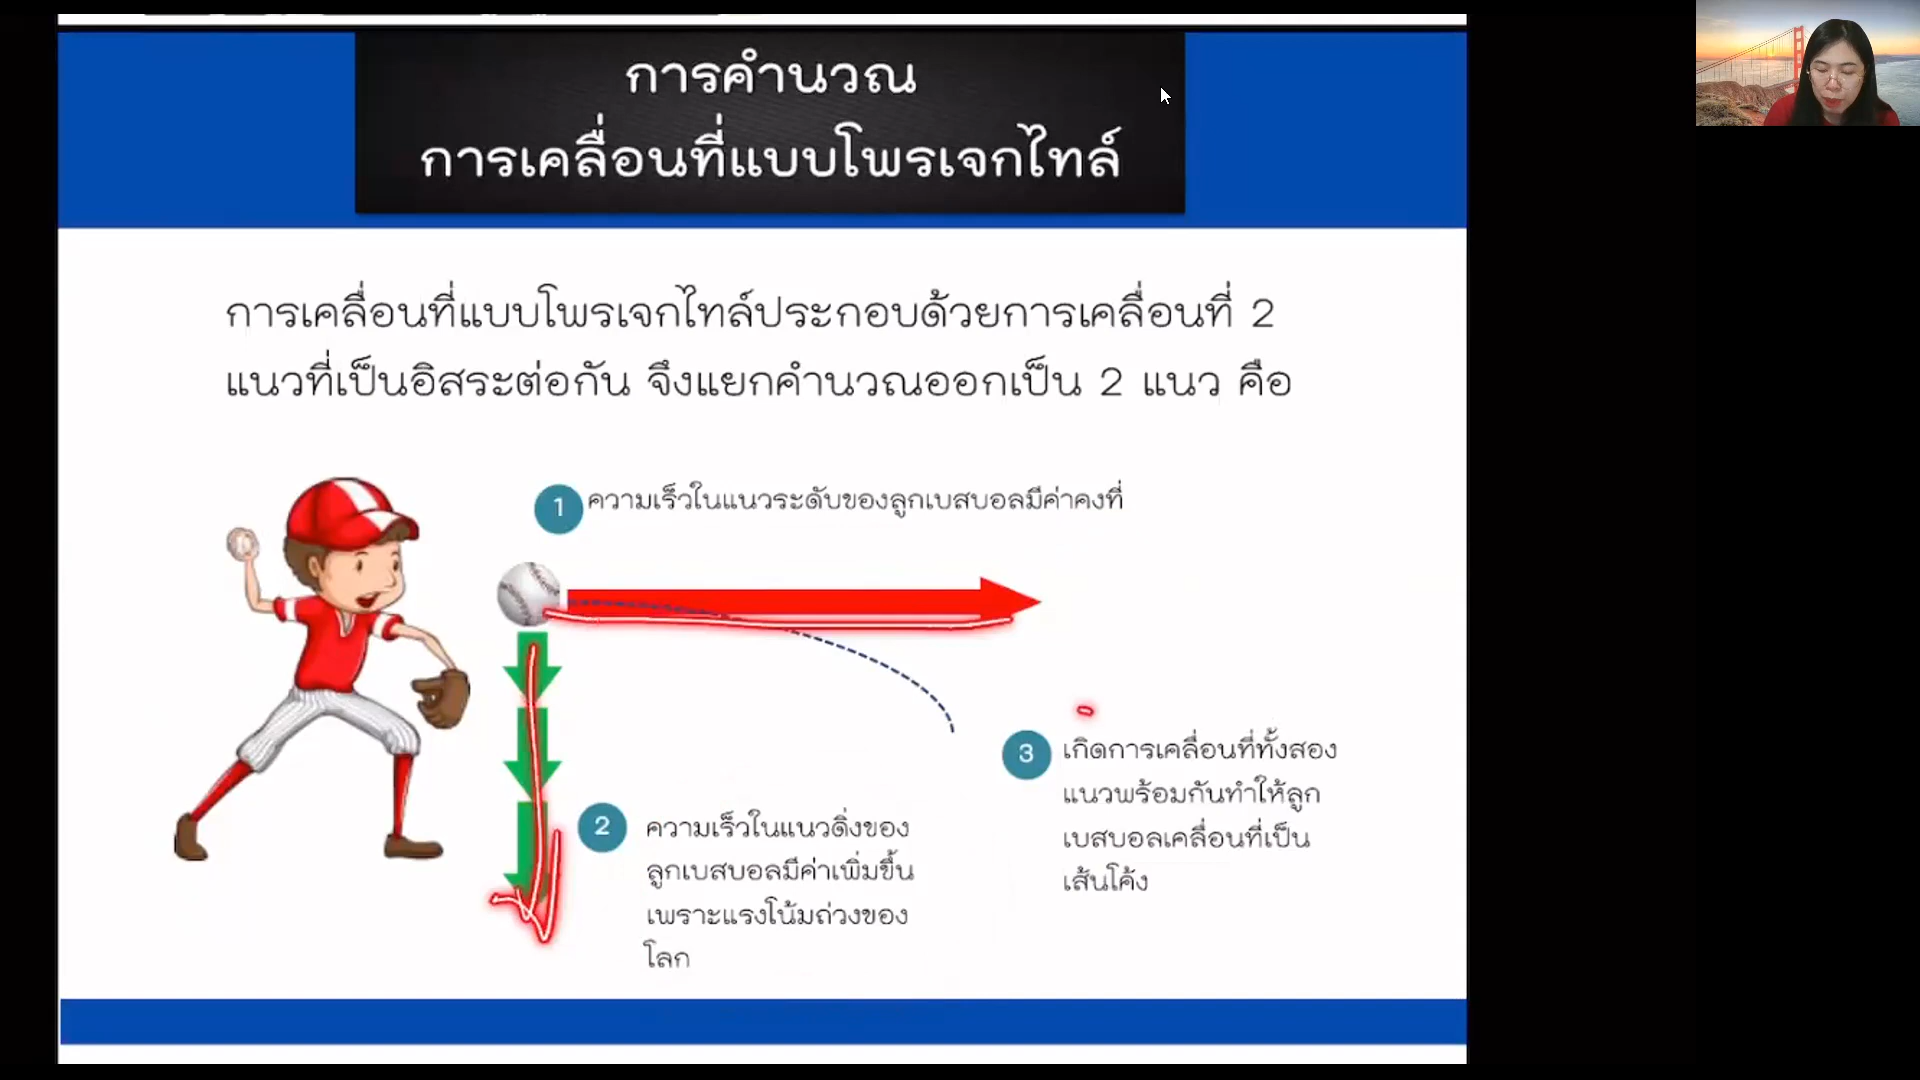 การคำนวณ
การเคลื่อนที่แบบโพรเจกไทล์
การเคลื่อนที่แบบโพรเจกไทล์ประกอบด้วยการเคลื่อนที่ 2
แนวที่เป็นอิสระต่อกัน จึงแยกคำนวณออกเป็น 2 แนว คือ
1 ความเร็วในแนวระดับของลูกเบสบอลมีค่าคงที่
2 ความเร็วในแนวดิ่งของ
ลูกเบสบอลมีค่าเพิ่มขึ้น
เพราะแรงโน้มถ่วงของ
โลก
3 เกิดการเคลื่อนที่ทั้งสอง
แนวพร้อมกันทำให้ลูก
เบสบอลเคลื่อนที่เป็น
เส้นโค้ง